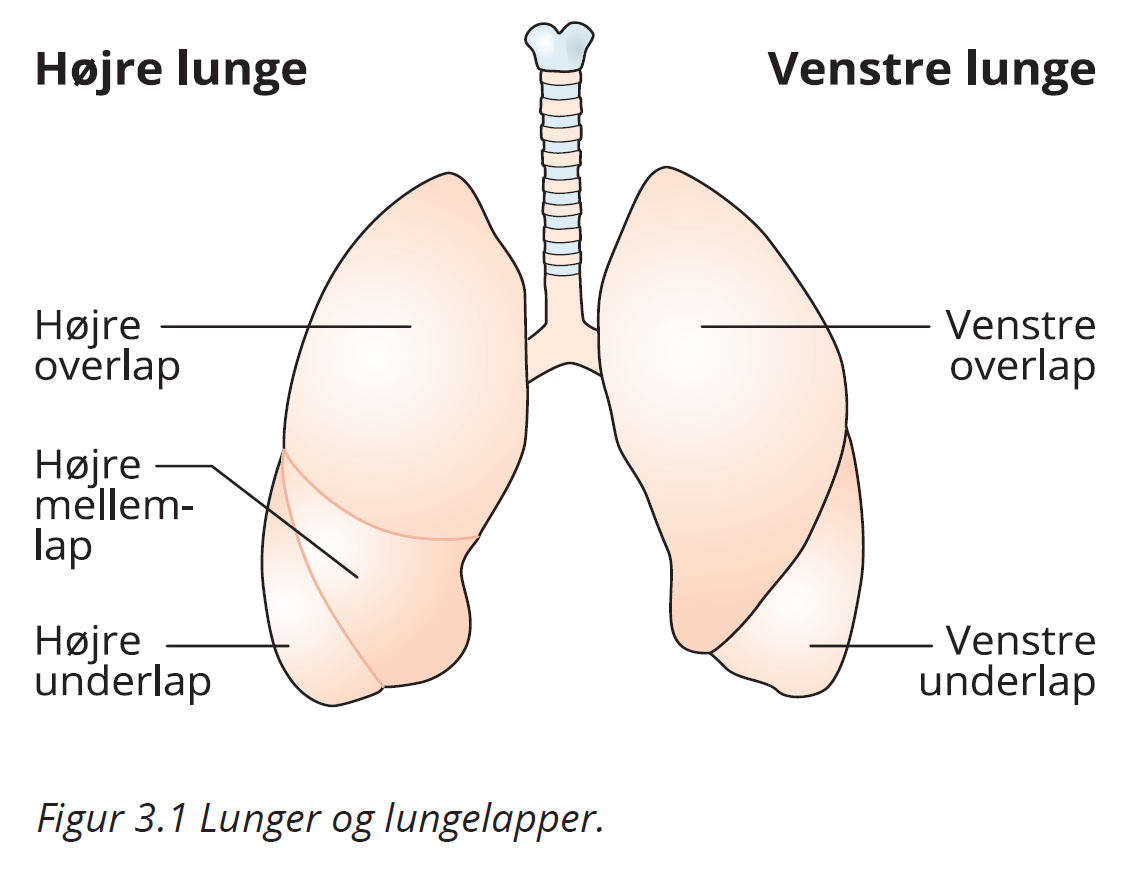 Højre lunge
Venstre lunge
Højre
overlap
Højre
mellem-
lap
Højre
underlap
Venstre
overlap
Venstre
underlap
Figur 3.1 Lunger og lungelapper.